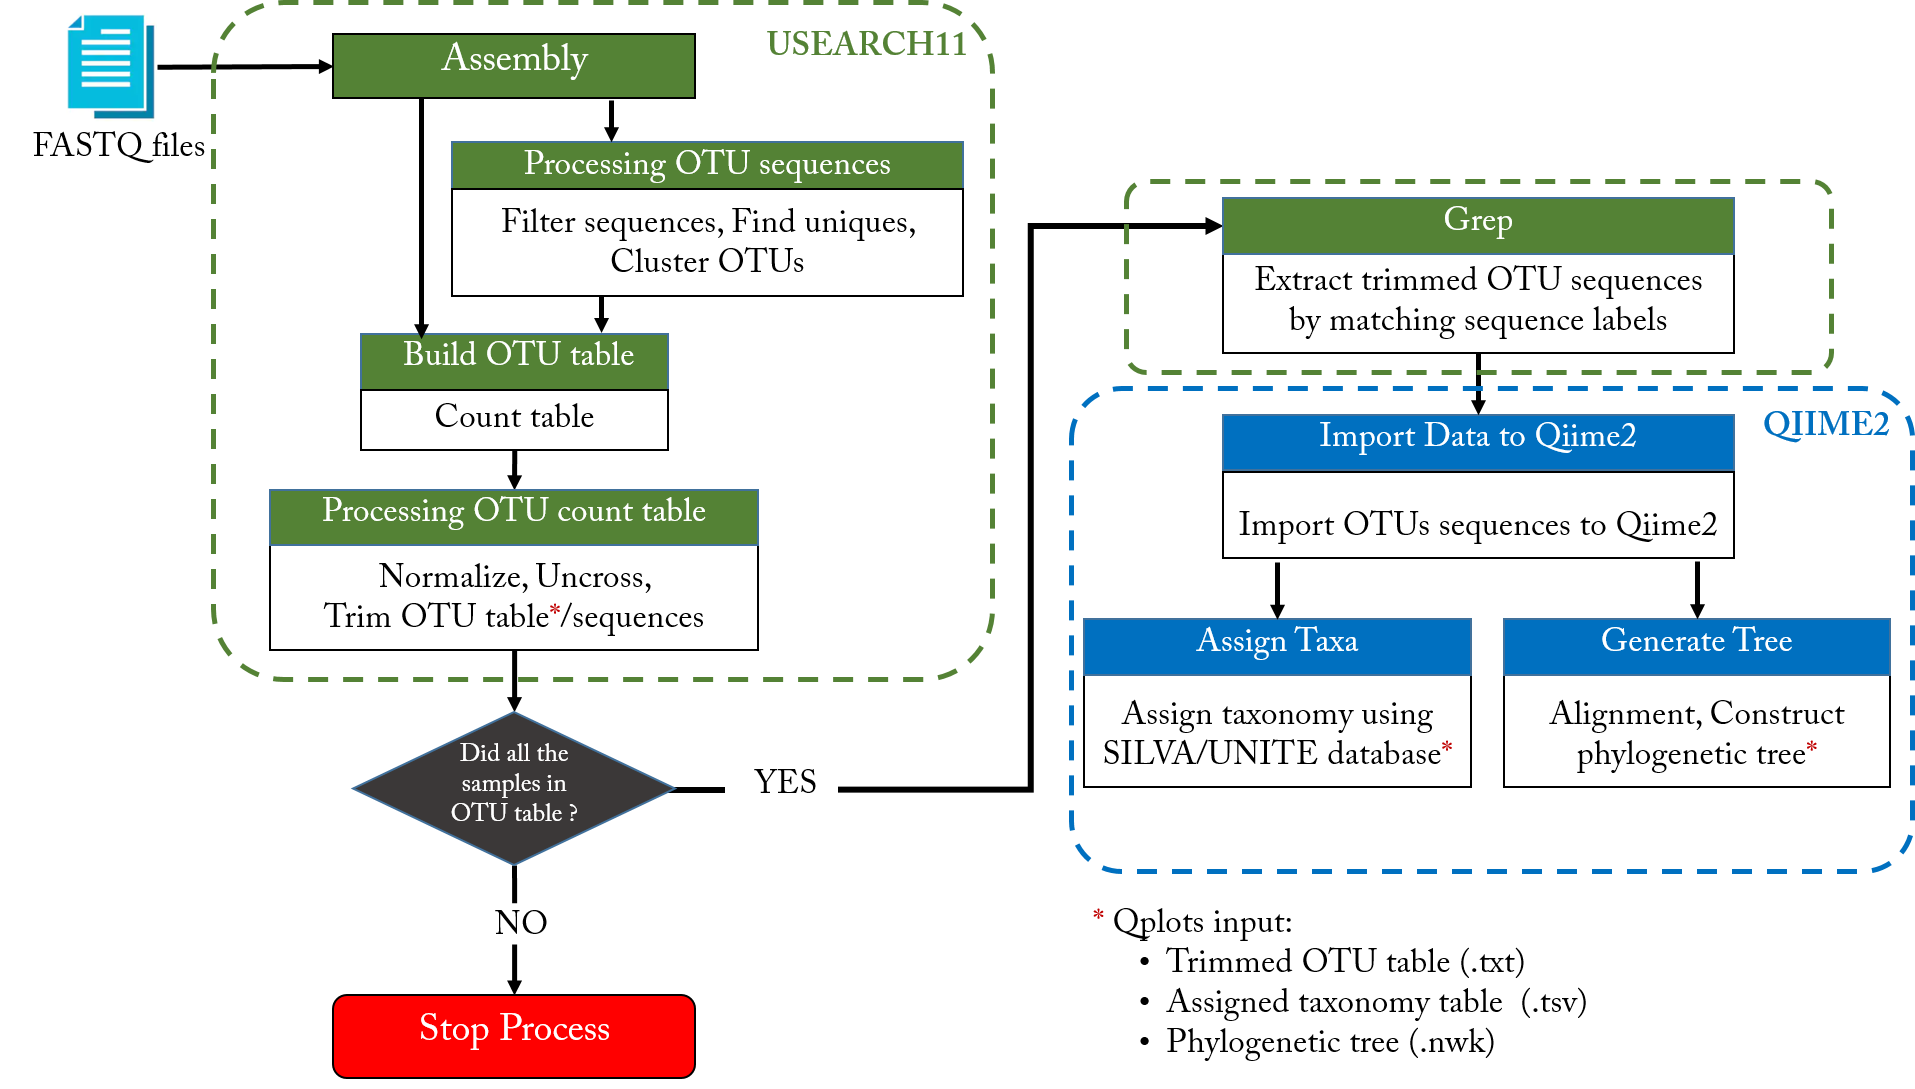 FASTQ files
USEARCH11
Assembly
Processing OTU sequences
Filter sequences, Find uniques,
Cluster OTUs
Build OTU table
Count table
Processing OTU count table
Normalize, Uncross,
Trim OTU table*/sequences
Did all the
samples in
OTU table ?
YES
NO
Stop Process
Grep
Extract trimmed OTU sequences
by matching sequence labels
QIIME2
Import Data to Qiime2
Import OTUs sequences to Qiime2
Assign Taxa
Assign taxonomy using
SILVA/UNITE database*
Generate Tree
Alignment, Construct
phylogenetic tree*
* Qplots input:
• Trimmed OTU table (.txt)
• Assigned taxonomy table (.tsv)
• Phylogenetic tree (.nwk)